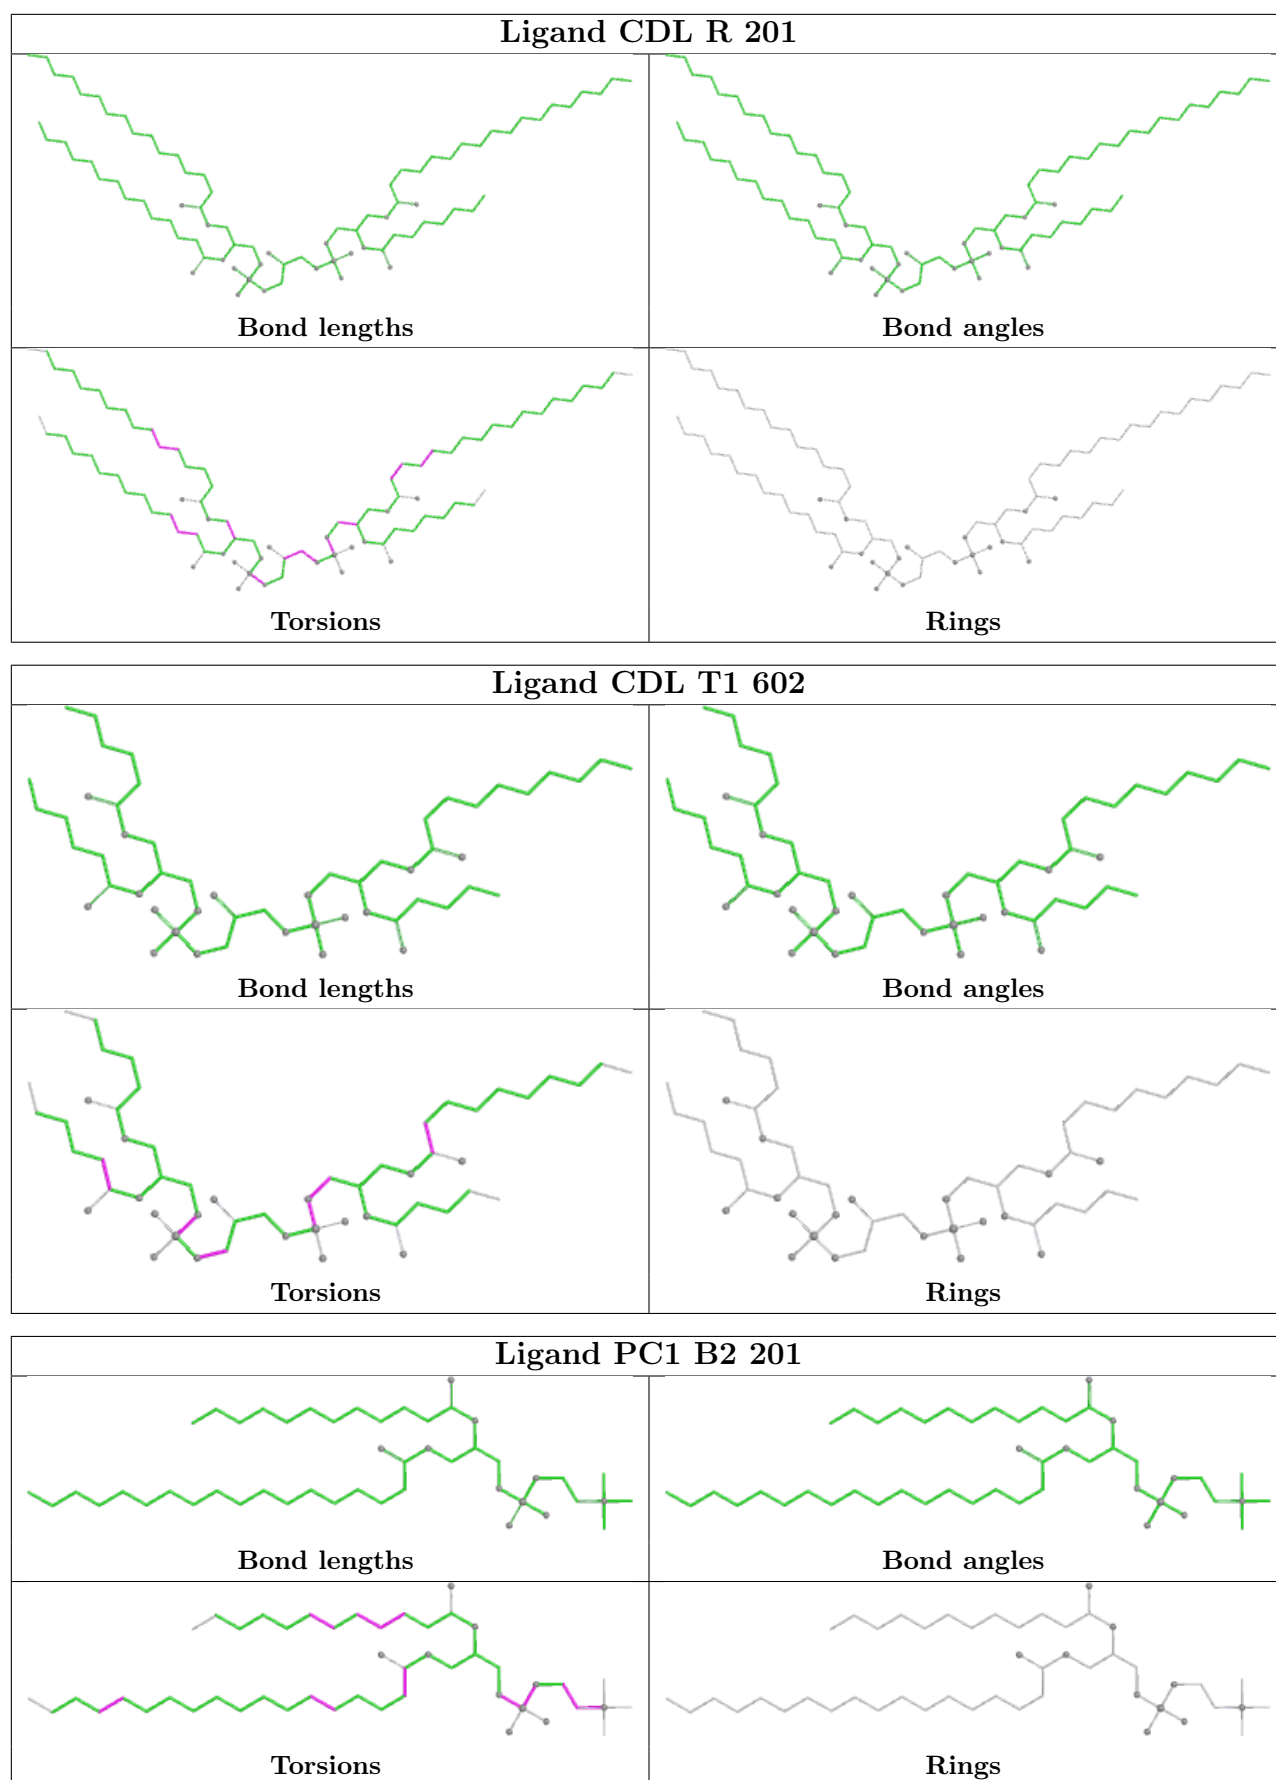 Ligand CDL R 201
Bond lengths
Bond angles
Torsions
Rings
Ligand CDL T1 602
Bond lengths
Bond angles
Torsions
Rings
Ligand PC1 B2 201
Bond lengths
Bond angles
Torsions
Rings